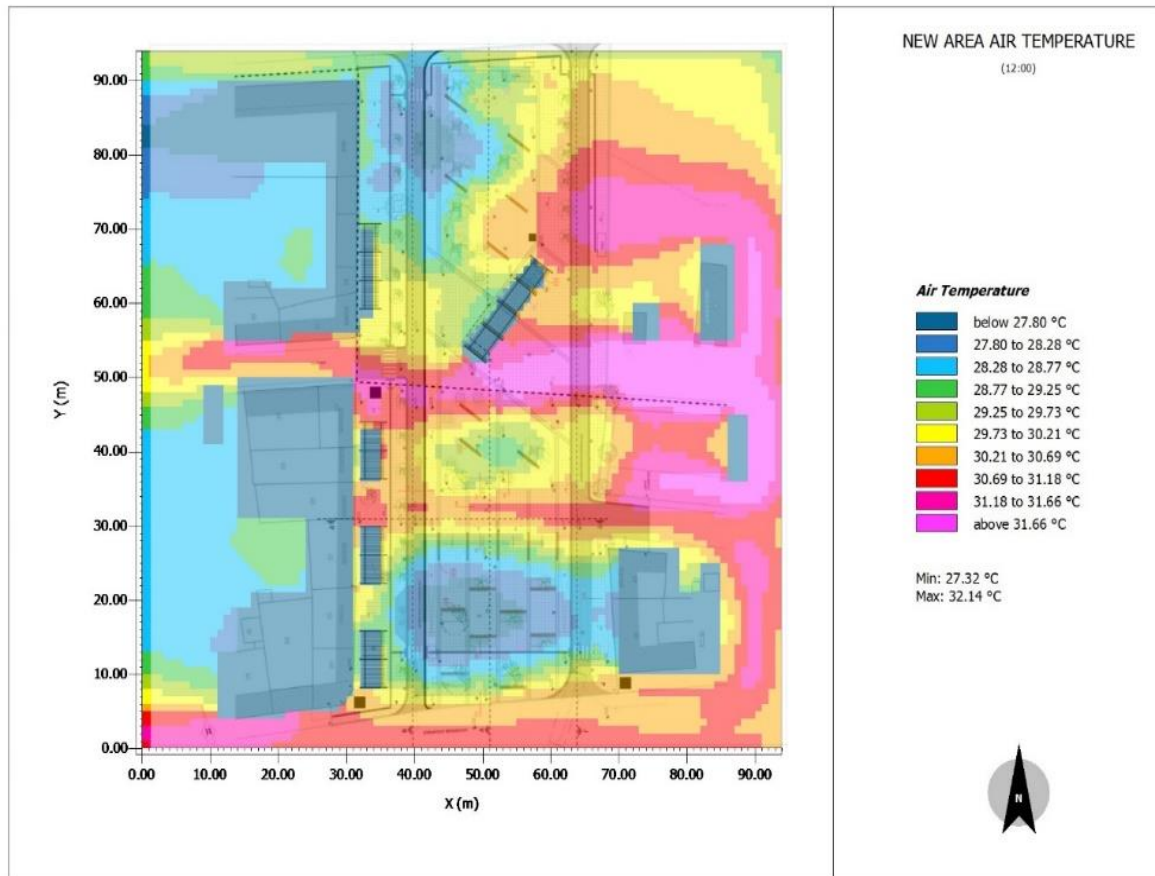 NEW AREA AIR TEMPERATURE
(12:00)
90.00
80.00
70.00
60.00
50.00
40.00
30.00
20.00
10.00
0.00
Y (m)
0.00 10.00 20.00 30.00 40.00 50.00 60.00 70.00 80.00 90.00
X (m)
Air Temperature
below 27.80 °C
27.80 to 28.28 °C
28.28 to 28.77 °C
28.77 to 29.25 °C
29.25 to 29.73 °C
29.73 to 30.21 °C
30.21 to 30.69 °C
30.69 to 31.18 °C
31.18 to 31.66 °C
above 31.66 °C
Min: 27.32 °C
Max: 32.14 °C
N